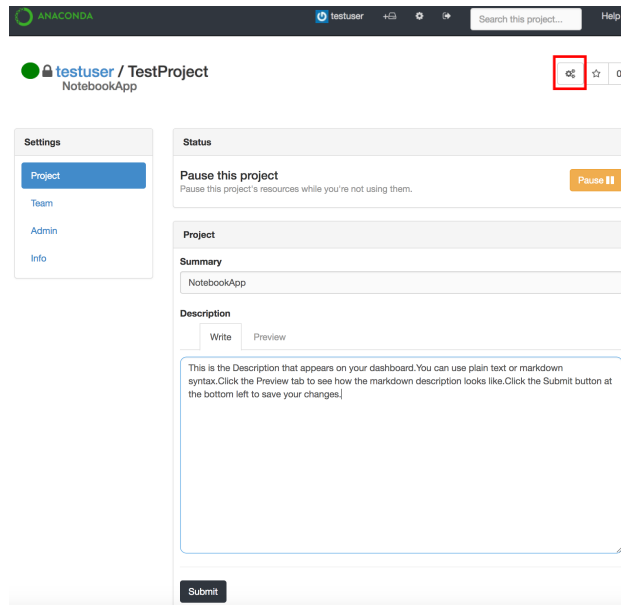 ANACONDA
testuser
Search this project...
Help
testuser / TestProject
NotebookApp
0
Settings
Project
Team
Admin
Info
Status
Pause this project
Pause this project's resources while you're not using them.
Pause
Project
Summary
NotebookApp
Description
Write
Preview
This is the Description that appears on your dashboard.You can use plain text or markdown
syntax.Click the Preview tab to see how the markdown description looks like.Click the Submit button at
the bottom left to save your changes.
Submit